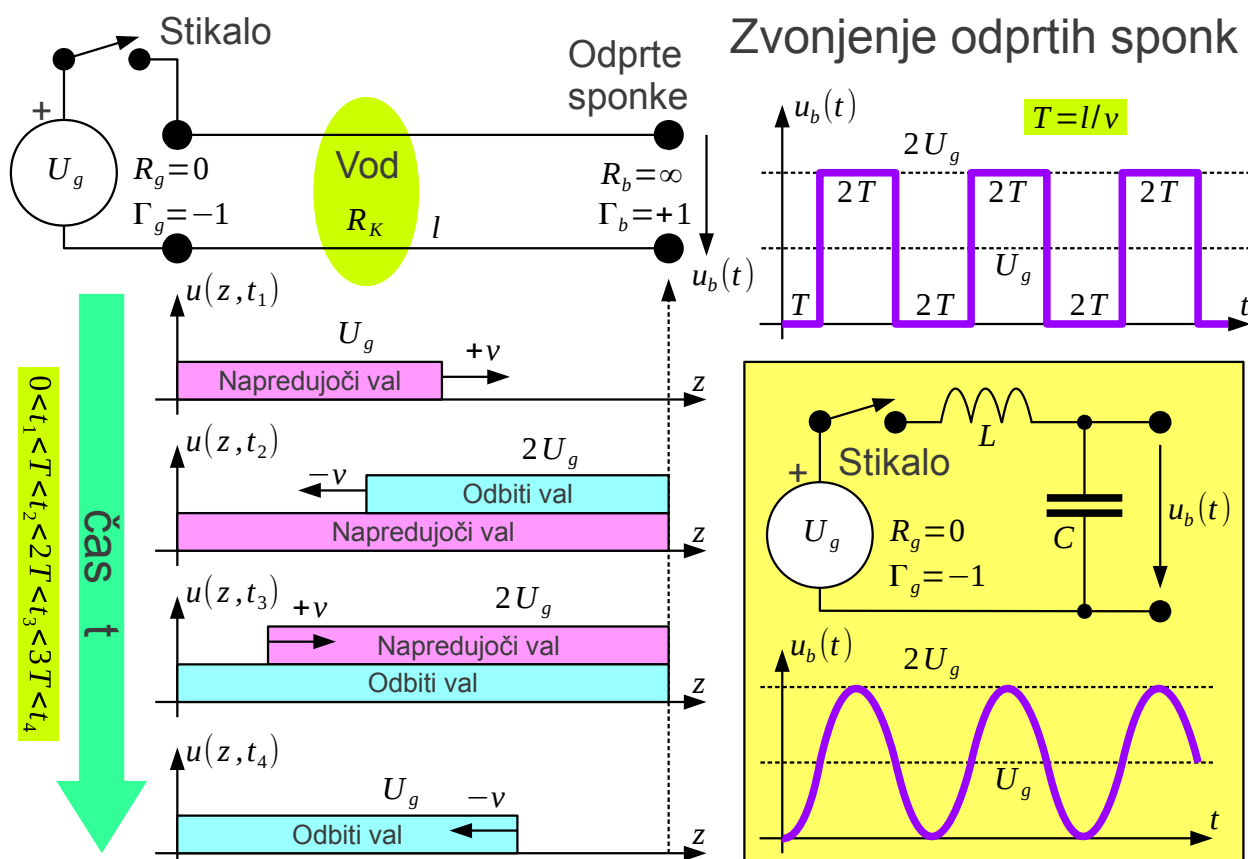 Zvonjenje odprtih sponk
Stikalo
Odprte
sponke
+
U_g
R_g=0
Γ_g=−1
Vod
R_K
l
R_b=∞
Γ_b=+1
u_b(t)
u_b(t)
T=l/v
2U_g
2T
2T
2T
U_g
T
2T
2T
t
čas t
0<t_1<T<t_2<2T<t_3<3T<t_4
u(z,t_1)
U_g
+v
Napredujoči val
z
u(z,t_2)
2U_g
−v
Odbiti val
Napredujoči val
z
u(z,t_3)
+v
2U_g
Napredujoči val
Odbiti val
z
u(z,t_4)
U_g
−v
Odbiti val
z
L
+
Stikalo
U_g
R_g=0
Γ_g=−1
C
u_b(t)
u_b(t)
2U_g
U_g
t